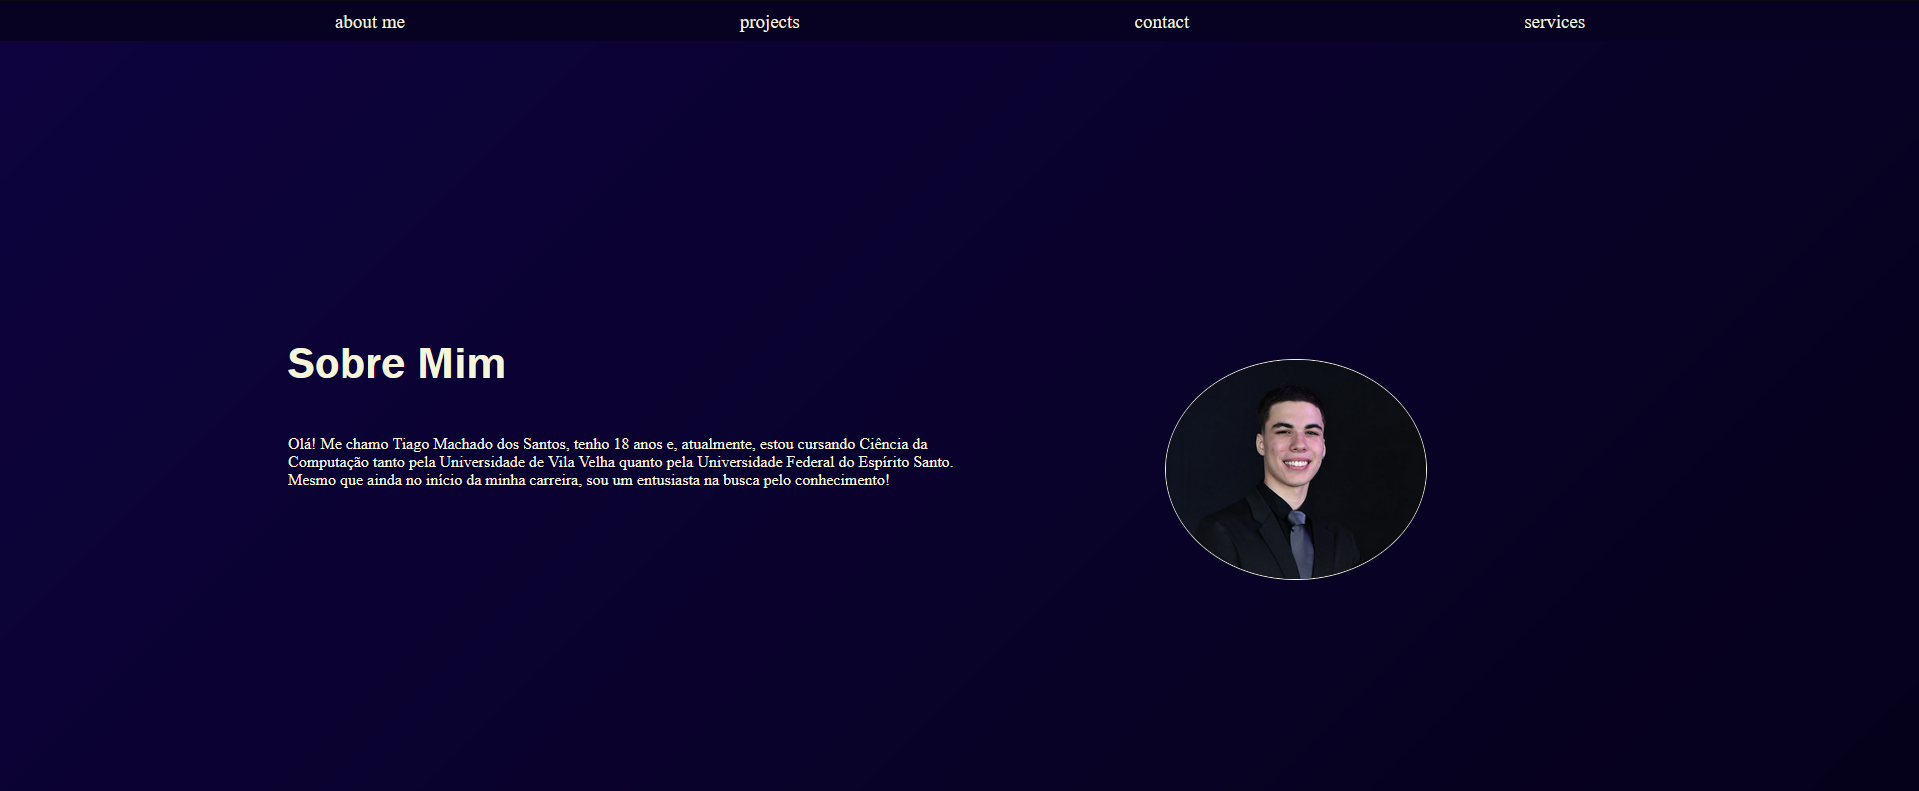 about me
projects
contact
services
Sobre Mim
Olá! Me chamo Tiago Machado dos Santos, tenho 18 anos e, atualmente, estou cursando Ciência da
Computação tanto pela Universidade de Vila Velha quanto pela Universidade Federal do Espírito Santo.
Mesmo que ainda no início da minha carreira, sou um entusiasta na busca pelo conhecimento!